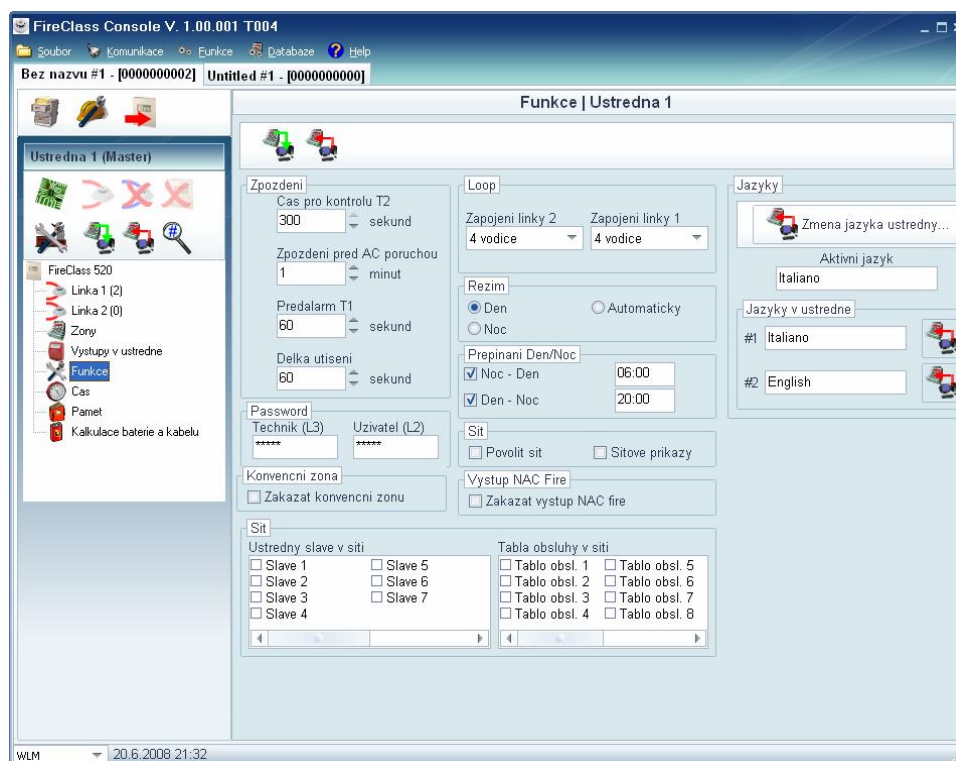 FireClass Console V. 1.00.001 T004
Soubor Komunikace Funkce Databaze Help
Bez nazvu #1 - [0000000002] Untitled #1 - [0000000000]
Funkce | Ustredna 1
Ustredna 1 (Master)
FireClass 520
Linka 1 (2)
Linka 2 (0)
Zony
Vystupy v ustredne
Funkce
Cas
Pamet
Kalkulace baterie a kabelu
Zpozdeni
Cas pro kontrolu T2
300 sekund
Zpozdeni pred AC poruchou
1 minut
Predalarm T1
60 sekund
Delka utiseni
60 sekund
Password
Technik (L3) Uzivatel (L2)
***** *****
Konvencni zona
Zakazat konvencni zonu
Loop
Zapojeni linky 2 Zapojeni linky 1
4 vodice 4 vodice
Rezim
Den Automaticky
Noc
Prepinani Den/Noc
Noc - Den 06:00
Den - Noc 20:00
Sit
Povolit sit Sitove prikazy
Vystup NAC Fire
Zakazat vystup NAC fire
Jazyky
Zmena jazyka ustredny...
Aktivni jazyk
Italiano
Jazyky v ustredne
#1 Italiano
#2 English
Sit
Ustredny slave v siti
Slave 1 Slave 5
Slave 2 Slave 6
Slave 3 Slave 7
Slave 4
Tabla obsluhy v siti
Tablo obsl. 1 Tablo obsl. 5
Tablo obsl. 2 Tablo obsl. 6
Tablo obsl. 3 Tablo obsl. 7
Tablo obsl. 4 Tablo obsl. 8
WLM 20.6.2008 21:32